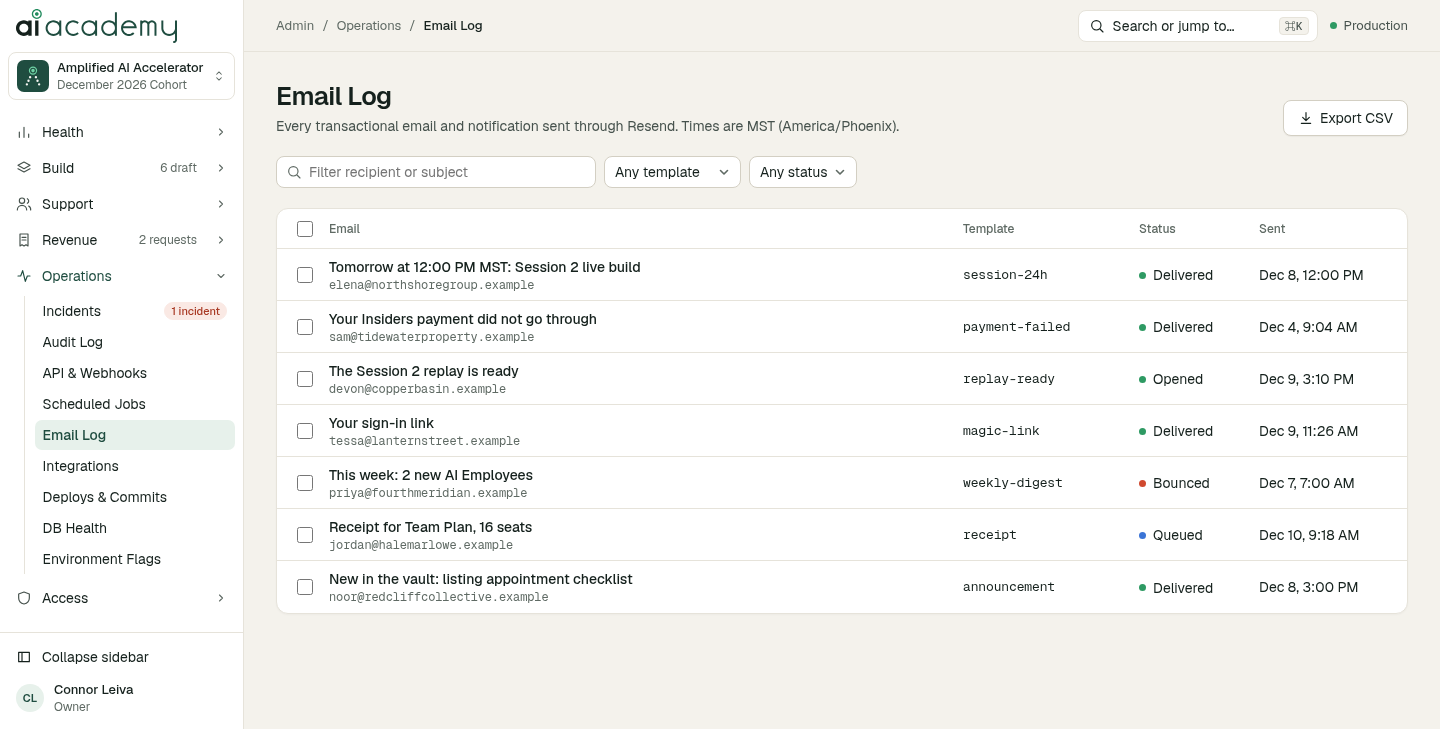 ai academy
Amplified AI Accelerator
December 2026 Cohort
Health
Build 6 draft
Support
Revenue 2 requests
Operations
Incidents 1 incident
Audit Log
API & Webhooks
Scheduled Jobs
Email Log
Integrations
Deploys & Commits
DB Health
Environment Flags
Access
Collapse sidebar
CL
Connor Leiva
Owner
Admin / Operations / Email Log
Search or jump to… ⌘K
Production
Email Log
Every transactional email and notification sent through Resend. Times are MST (America/Phoenix).
Export CSV
Filter recipient or subject
Any template
Any status
Email Template Status Sent
Tomorrow at 12:00 PM MST: Session 2 live build
elena@northshoregroup.example
session-24h Delivered Dec 8, 12:00 PM
Your Insiders payment did not go through
sam@tidewaterproperty.example
payment-failed Delivered Dec 4, 9:04 AM
The Session 2 replay is ready
devon@copperbasin.example
replay-ready Opened Dec 9, 3:10 PM
Your sign-in link
tessa@lanternstreet.example
magic-link Delivered Dec 9, 11:26 AM
This week: 2 new AI Employees
priya@fourthmeridian.example
weekly-digest Bounced Dec 7, 7:00 AM
Receipt for Team Plan, 16 seats
jordan@halemarlowe.example
receipt Queued Dec 10, 9:18 AM
New in the vault: listing appointment checklist
noor@redcliffcollective.example
announcement Delivered Dec 8, 3:00 PM